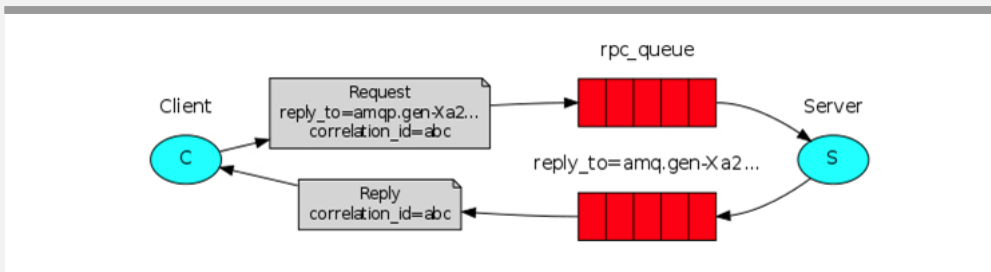 rpc_queue
Client
Request
reply_to=amqp.gen-Xa2...
correlation_id=abc
Server
C
S
reply_to=amq.gen-Xa2...
Reply
correlation_id=abc